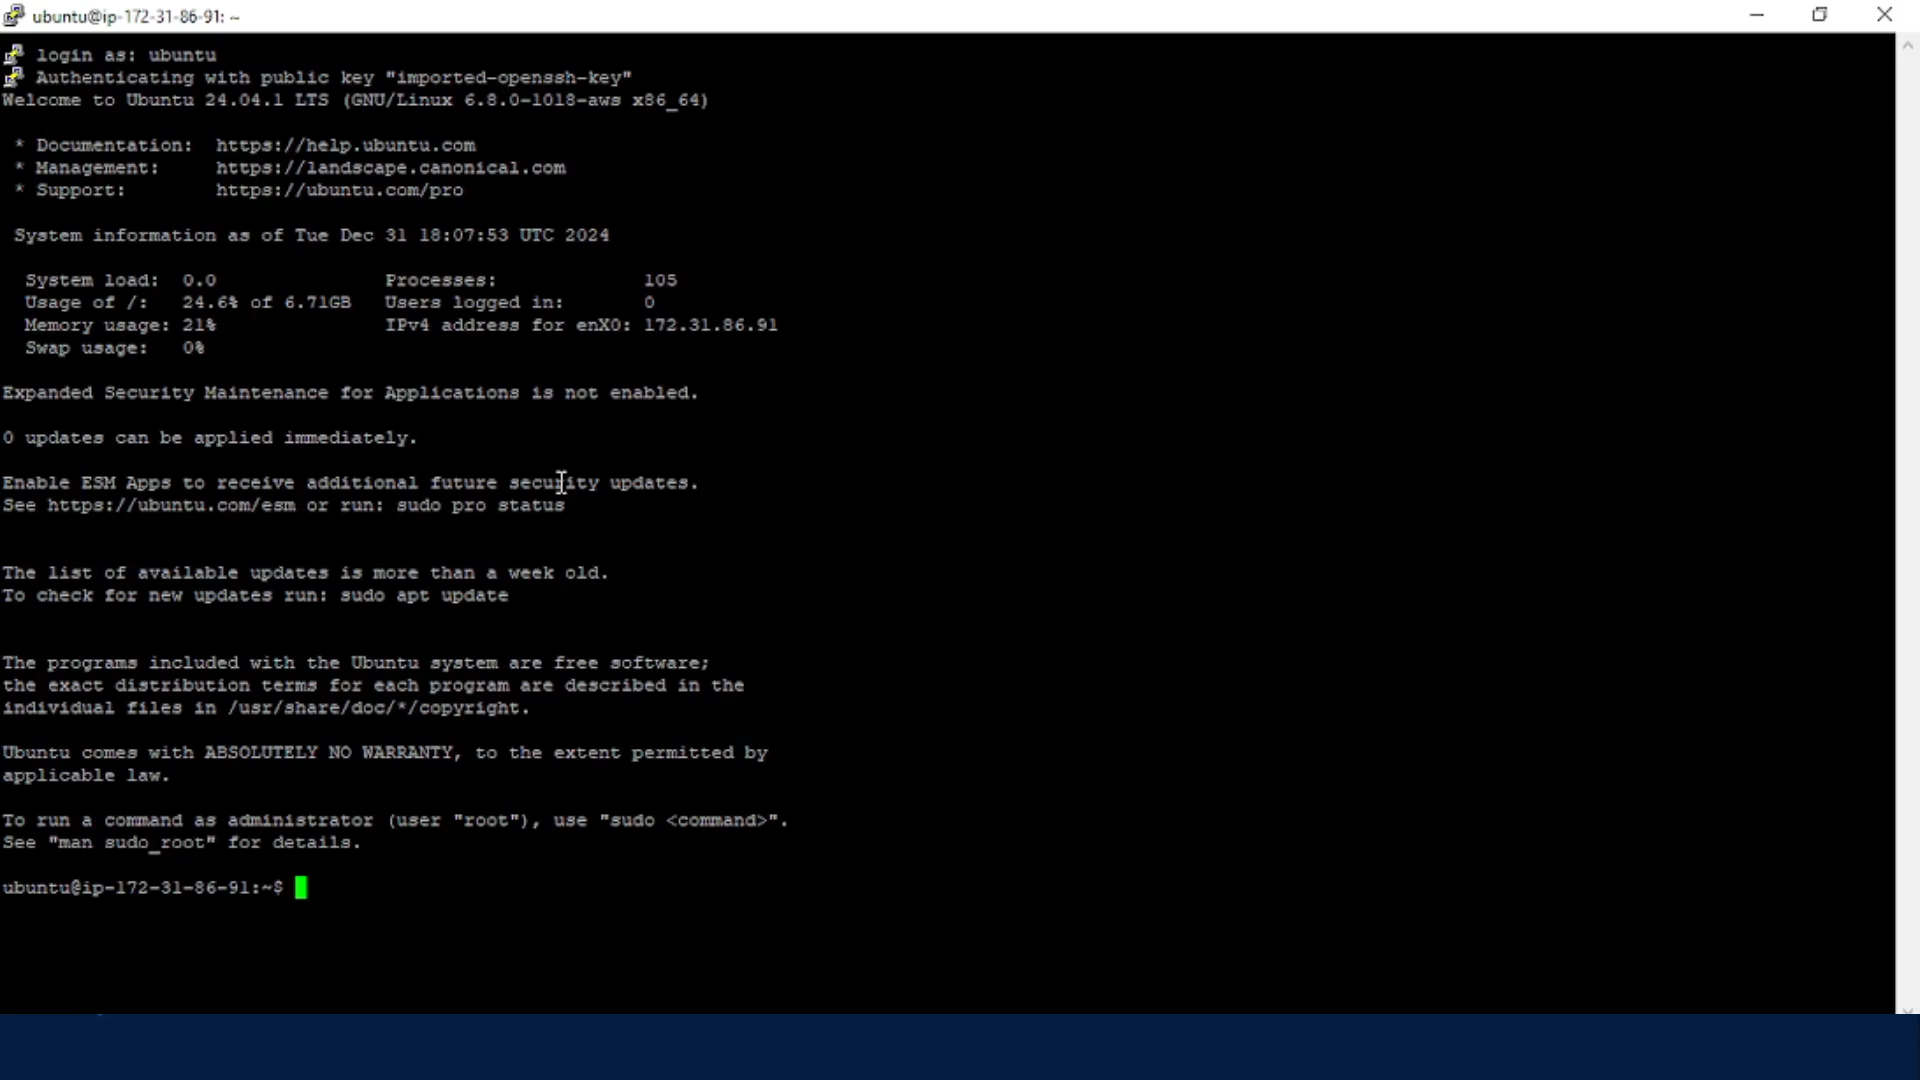 ubuntu@ip-172-31-86-91: ~
login as: ubuntu
Authenticating with public key "imported-openssh-key"
Welcome to Ubuntu 24.04.1 LTS (GNU/Linux 6.8.0-1018-aws x86_64)
* Documentation:  https://help.ubuntu.com
* Management:     https://landscape.canonical.com
* Support:        https://ubuntu.com/pro
System information as of Tue Dec 31 18:07:53 UTC 2024
System load:  0.0               Processes:             105
Usage of /:   24.6% of 6.71GB   Users logged in:       0
Memory usage: 21%               IPv4 address for enX0: 172.31.86.91
Swap usage:   0%
Expanded Security Maintenance for Applications is not enabled.
0 updates can be applied immediately.
Enable ESM Apps to receive additional future security updates.
See https://ubuntu.com/esm or run: sudo pro status
The list of available updates is more than a week old.
To check for new updates run: sudo apt update
The programs included with the Ubuntu system are free software;
the exact distribution terms for each program are described in the
individual files in /usr/share/doc/*/copyright.
Ubuntu comes with ABSOLUTELY NO WARRANTY, to the extent permitted by
applicable law.
To run a command as administrator (user "root"), use "sudo <command>".
See "man sudo_root" for details.
ubuntu@ip-172-31-86-91:~$